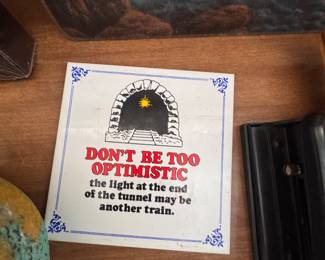 DON'T BE TOO
OPTIMISTIC
the light at the end
of the tunnel may be
another train.